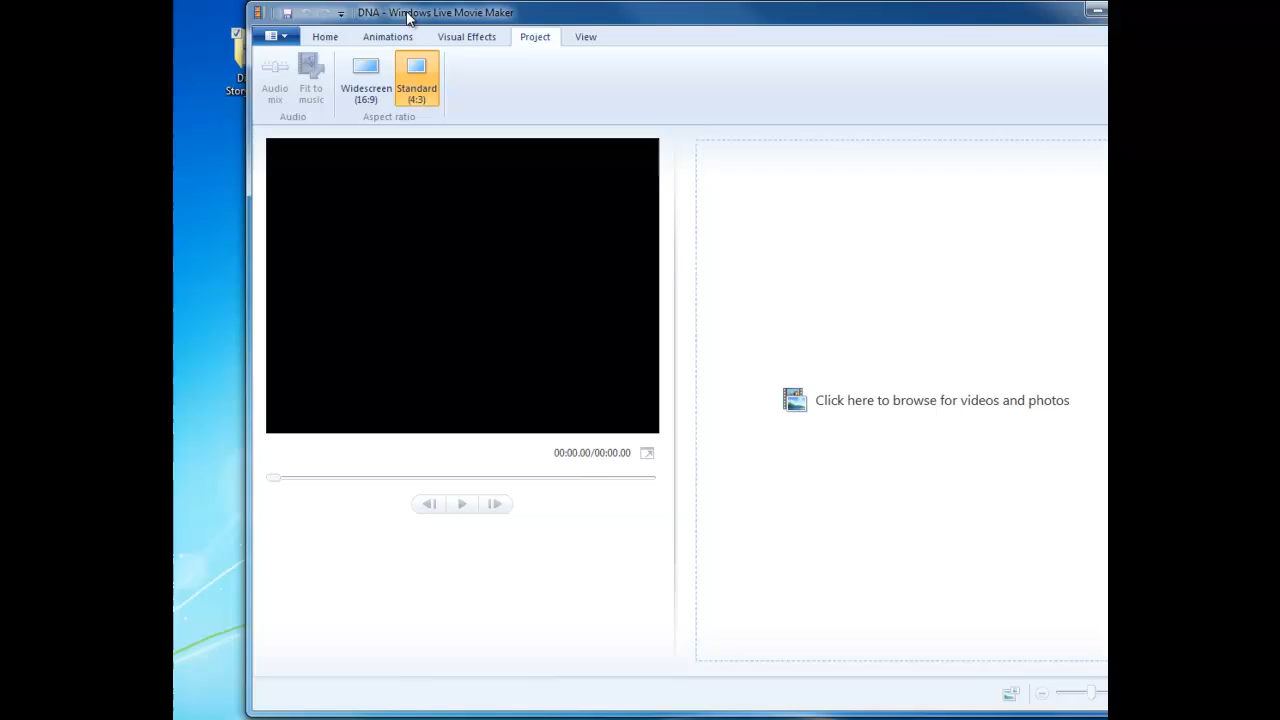 DNA - Windows Live Movie Maker
Home Animations Visual Effects Project View
Audio mix
Fit to music
Widescreen (16:9)
Standard (4:3)
Audio
Aspect ratio
Click here to browse for videos and photos
00:00.00/00:00.00